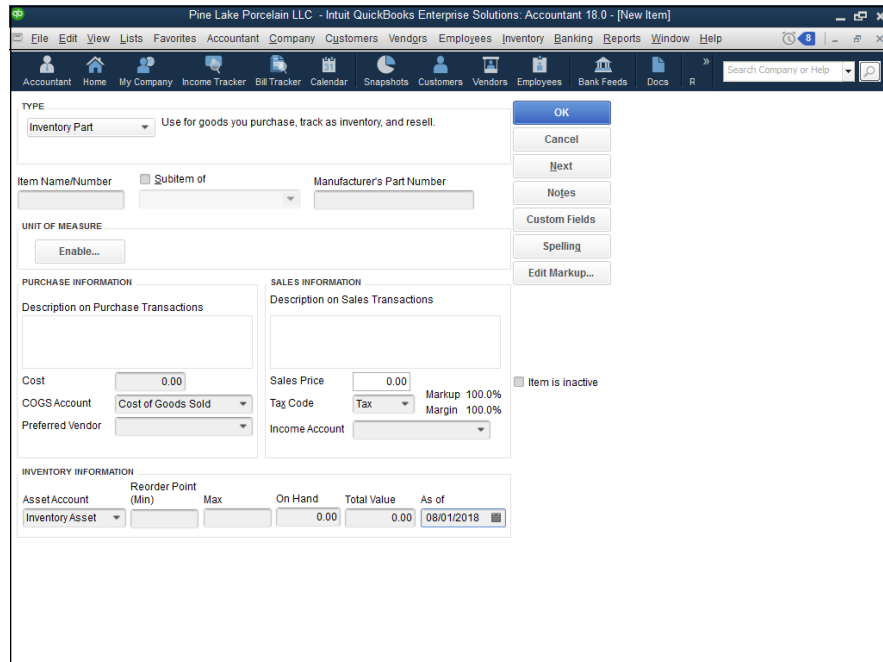 qb Pine Lake Porcelain LLC - Intuit QuickBooks Enterprise Solutions: Accountant 18.0 - [New Item]
File Edit View Lists Favorites Accountant Company Customers Vendors Employees Inventory Banking Reports Window Help 8
Accountant Home My Company Income Tracker Bill Tracker Calendar Snapshots Customers Vendors Employees Bank Feeds Docs R » Search Company or Help
TYPE
Inventory Part Use for goods you purchase, track as inventory, and resell.
OK
Cancel
Next
Notes
Custom Fields
Spelling
Edit Markup...
Item Name/Number Subitem of Manufacturer's Part Number
UNIT OF MEASURE
Enable...
PURCHASE INFORMATION
Description on Purchase Transactions
Cost 0.00
COGS Account Cost of Goods Sold
Preferred Vendor
SALES INFORMATION
Description on Sales Transactions
Sales Price 0.00
Tax Code Tax
Markup 100.0%
Margin 100.0%
Income Account
Item is inactive
INVENTORY INFORMATION
Asset Account Reorder Point (Min) Max On Hand Total Value As of
Inventory Asset 0.00 0.00 08/01/2018